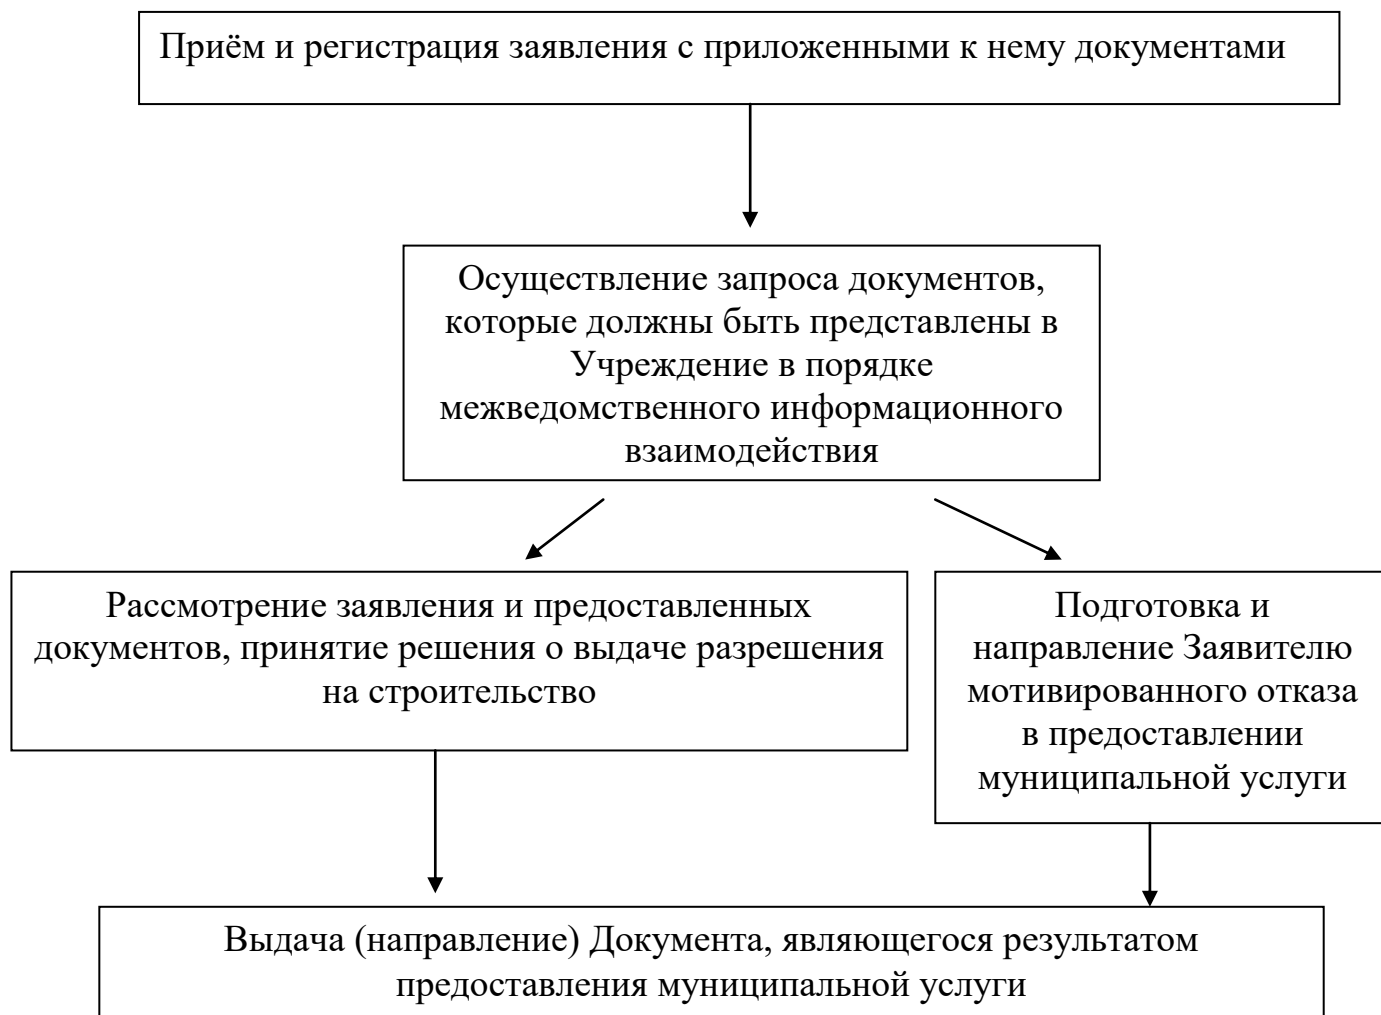 Приём и регистрация заявления с приложенными к нему документами
Осуществление запроса документов,
которые должны быть представлены в
Учреждение в порядке
межведомственного информационного
взаимодействия
Рассмотрение заявления и предоставленных
документов, принятие решения о выдаче разрешения
на строительство
Подготовка и
направление Заявителю
мотивированного отказа
в предоставлении
муниципальной услуги
Выдача (направление) Документа, являющегося результатом
предоставления муниципальной услуги